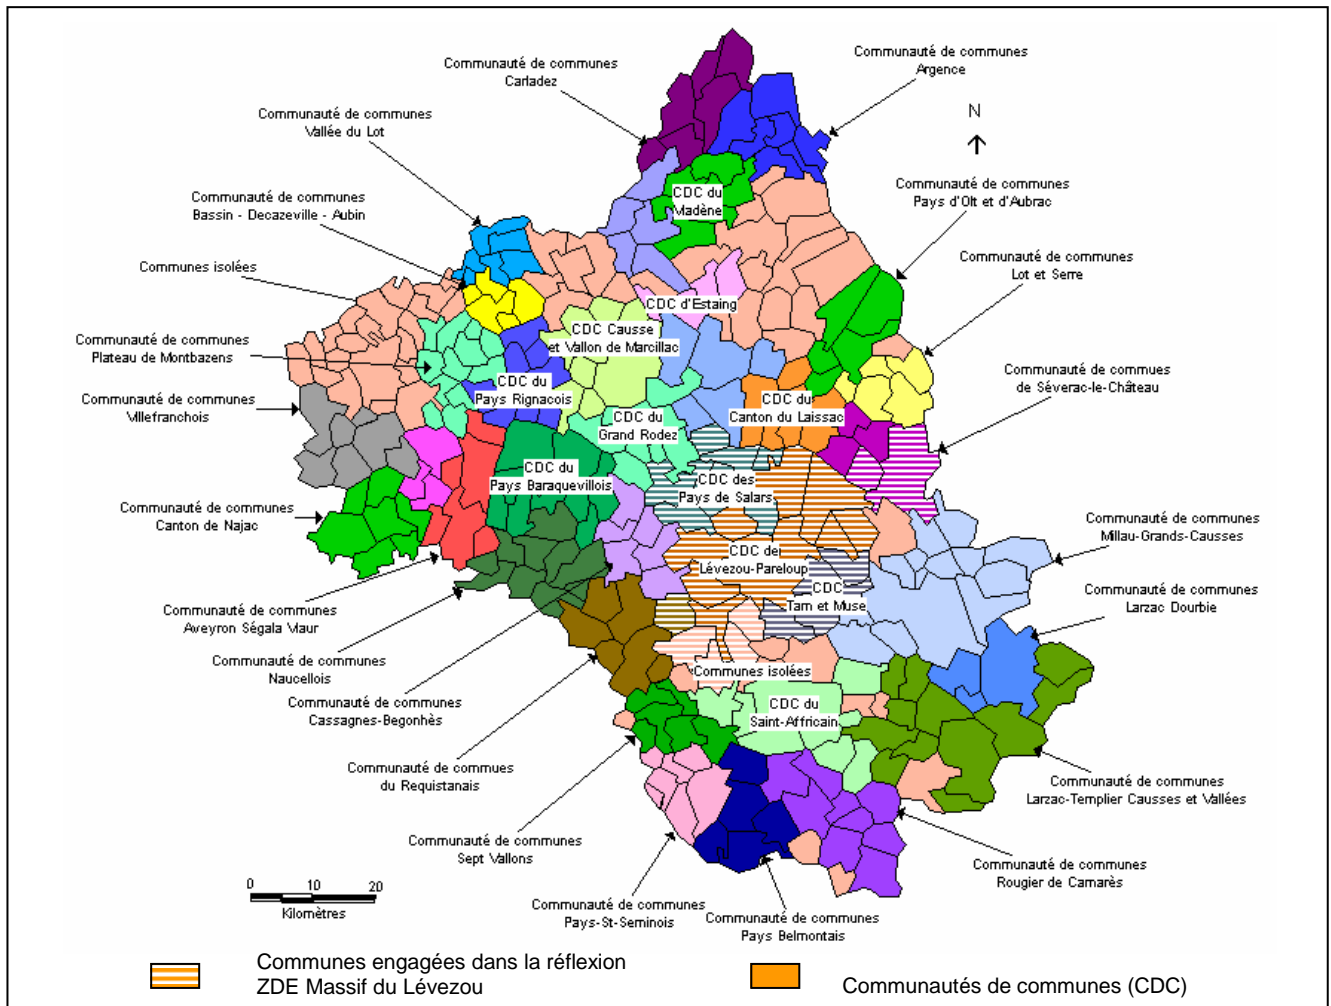 Communauté de communes
Carladez
Communauté de communes
Argence
Communauté de communes
Vallée du Lot
N
Communauté de communes
Bassin - Decazeville - Aubin
CDC du
Viadène
Communauté de communes
Pays d'Olt et d'Aubrac
Communes isolées
Communauté de communes
Lot et Serre
CDC d'Estaing
CDC Causse
et Vallon de Marcillac
Communauté de communes
Plateau de Montbazens
Communauté de commues
de Séverac-le-Château
CDC du
Pays Rignacois
CDC du
Canton du Laissac
Communauté de communes
Villefranchois
CDC du
Grand Rodez
CDC du
Pays Baraquevillois
CDC des
Pays de Salars
Communauté de communes
Canton de Najac
Communauté de communes
Millau-Grands-Causses
CDC de
Lévezou-Pareloup
CDC
Tarn et Muse
Communauté de communes
Aveyron Ségala Viaur
Communauté de communes
Larzac Dourbie
Communauté de communes
Naucellois
Communes isolées
Communauté de communes
Cassagnes-Begonhès
CDC du
Saint-Affricain
Communauté de commues
du Requistanais
Communauté de communes
Larzac-Templier Causses et Vallées
Communauté de communes
Sept Vallons
Communauté de communes
Rougier de Camarès
0 10 20
Kilomètres
Communauté de communes
Pays-St-Serninois
Communauté de communes
Pays Belmontais
Communes engagées dans la réflexion
ZDE Massif du Lévezou
Communautés de communes (CDC)